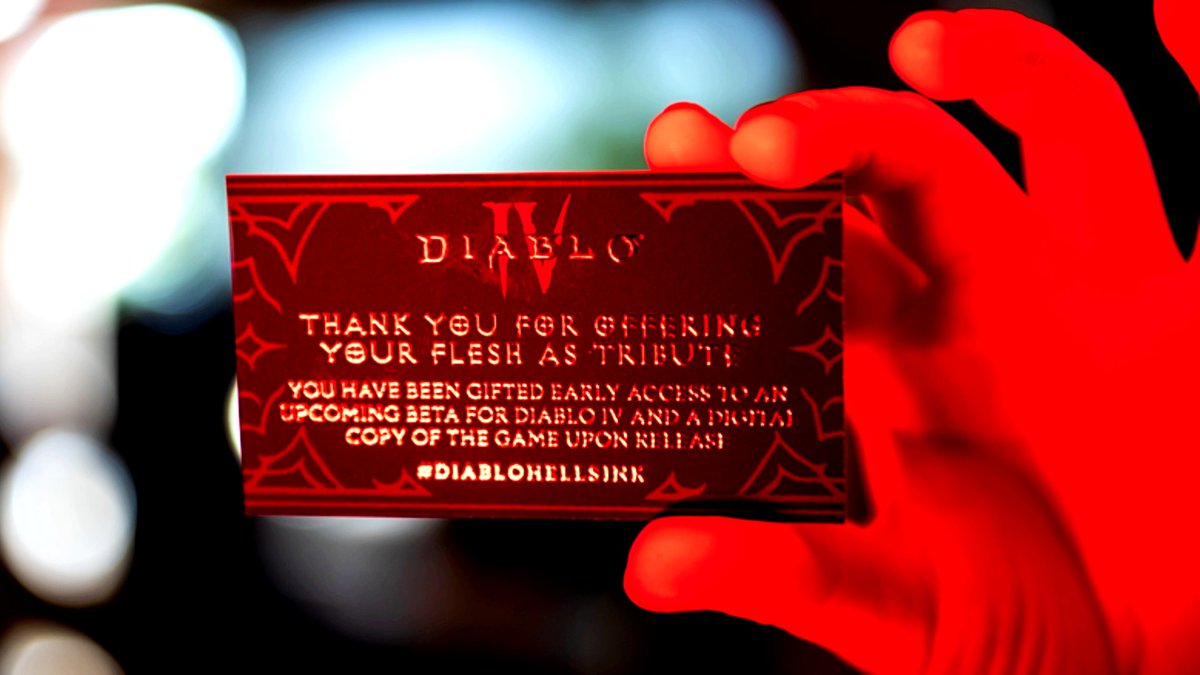 DIABLO IV
THANK YOU FOR OFFERING
YOUR FLESH AS TRIBUTE
YOU HAVE BEEN GIFTED EARLY ACCESS TO AN
UPCOMING BETA FOR DIABLO IV AND A DIGITAL
COPY OF THE GAME UPON RELEASE
#DIABLOHELLSINK